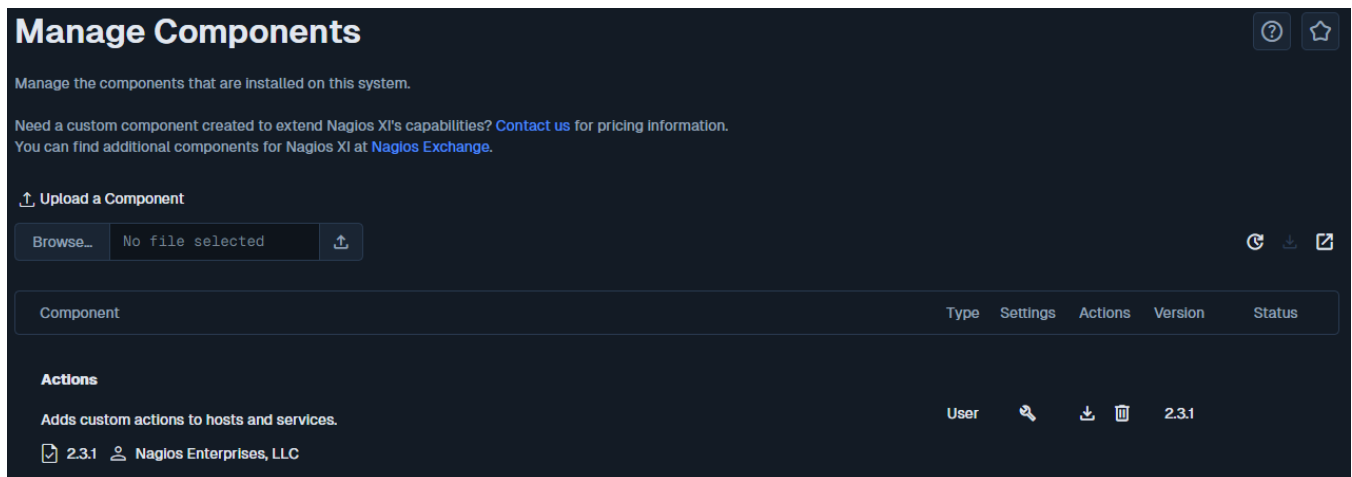 Manage Components
Manage the components that are installed on this system.
Need a custom component created to extend Nagios XI's capabilities? Contact us for pricing information.
You can find additional components for Nagios XI at Nagios Exchange.
Upload a Component
Browse... No file selected
Component Type Settings Actions Version Status
Actions
Adds custom actions to hosts and services.
User 2.3.1
2.3.1 Nagios Enterprises, LLC